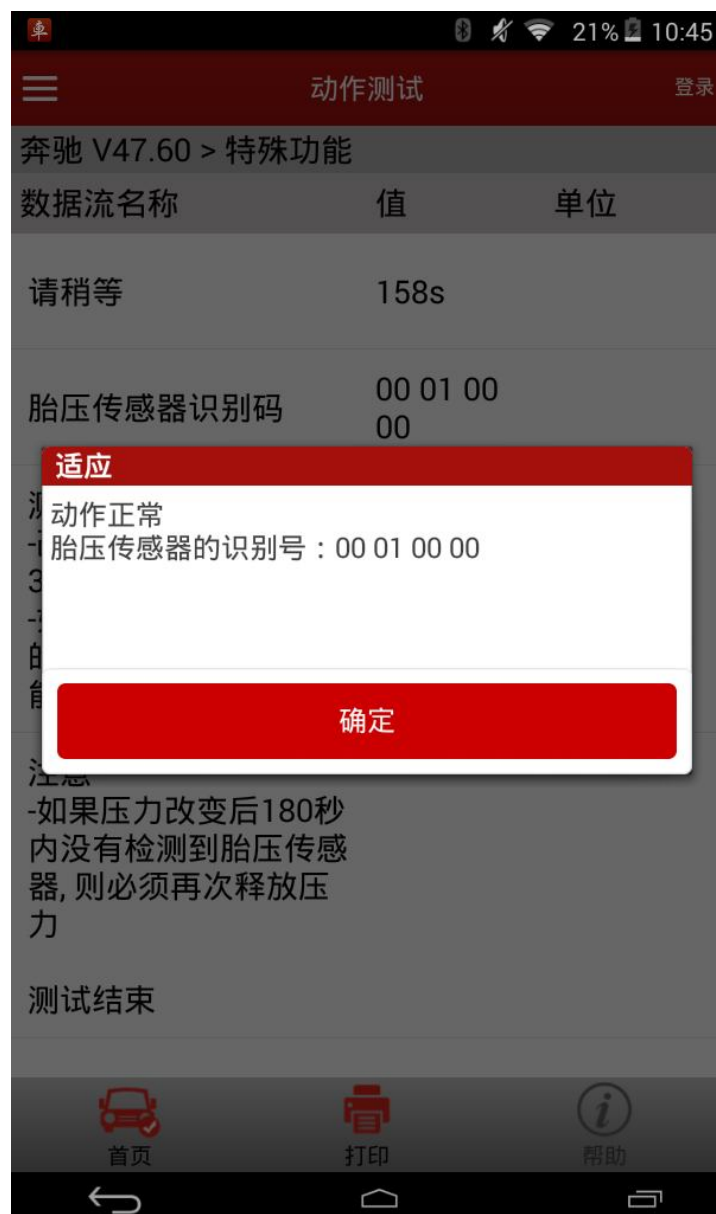 21% 10:45
动作测试 登录
奔驰 V47.60 > 特殊功能
数据流名称 值 单位
请稍等 158s
胎压传感器识别码 00 01 00
00
适应
动作正常
胎压传感器的识别号：00 01 00 00
3
的
确定
注意
-如果压力改变后180秒
内没有检测到胎压传感
器, 则必须再次释放压
力
测试结束
首页 打印 帮助